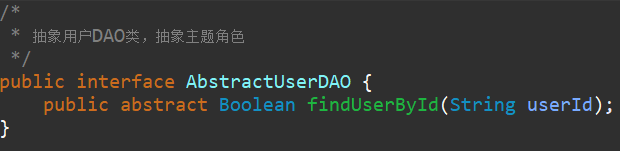 /*
 * 抽象用户DAO类，抽象主题角色
 */
public interface AbstractUserDAO {
    public abstract Boolean findUserById(String userId);
}